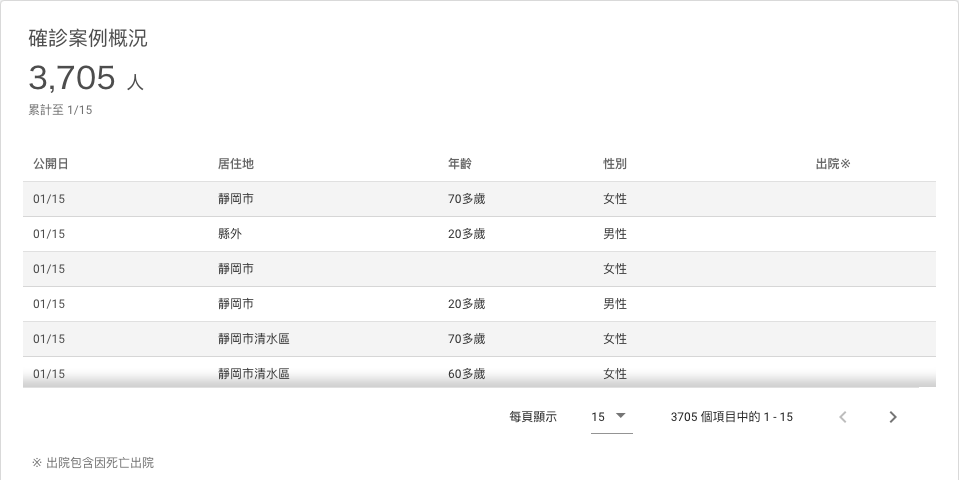 確診案例概況
3,705 人
累計至 1/15
公開日 居住地 年齡 性別 出院※
01/15 靜岡市 70多歲 女性
01/15 縣外 20多歲 男性
01/15 靜岡市 女性
01/15 靜岡市 20多歲 男性
01/15 靜岡市清水區 70多歲 女性
01/15 靜岡市清水區 60多歲 女性
每頁顯示 15 3705 個項目中的 1 - 15
※ 出院包含因死亡出院